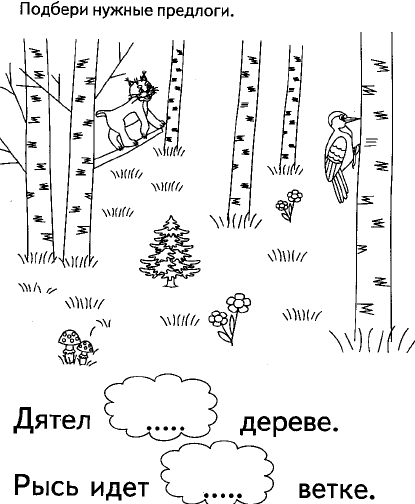 Подбери нужные предлоги.
Дятел ..... дереве.
Рысь идет ..... ветке.